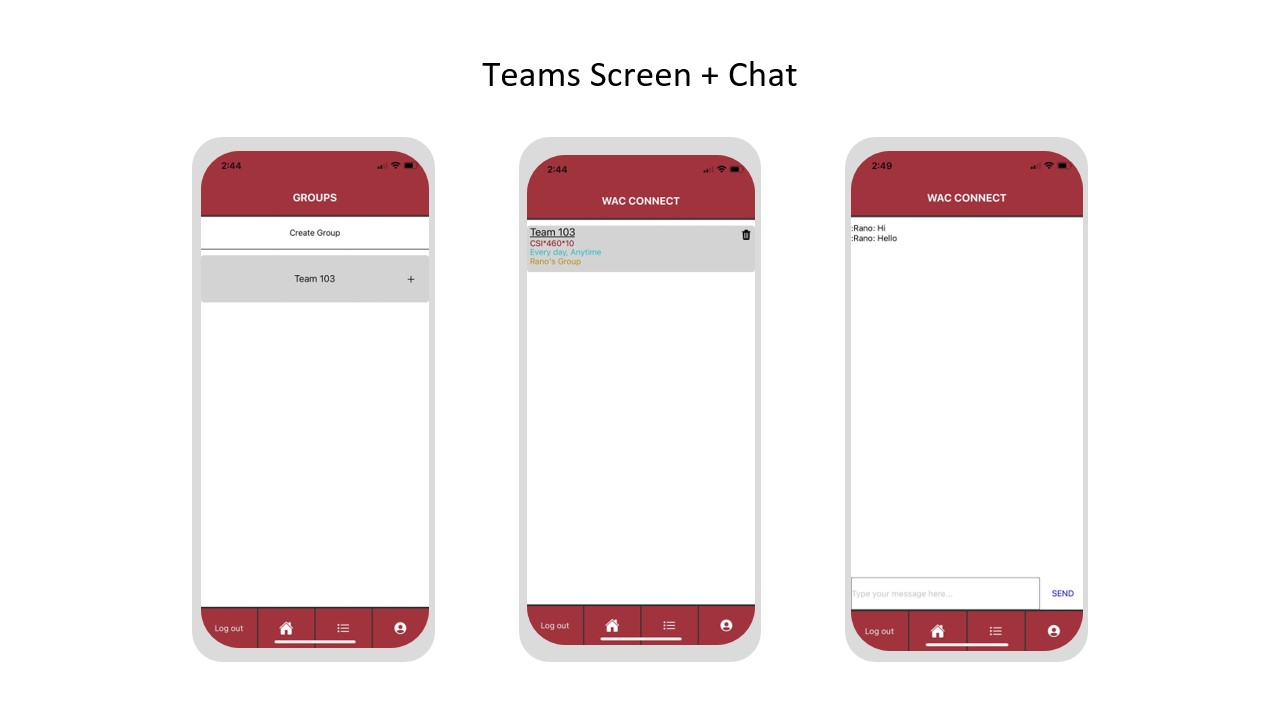 Teams Screen + Chat
2:44
GROUPS
Create Group
Team 103
+
Log out
2:44
WAC CONNECT
Team 103
CSI*460*10
Every day, Anytime
Rano's Group
Log out
2:49
WAC CONNECT
:Rano: Hi
:Rano: Hello
Type your message here...
SEND
Log out